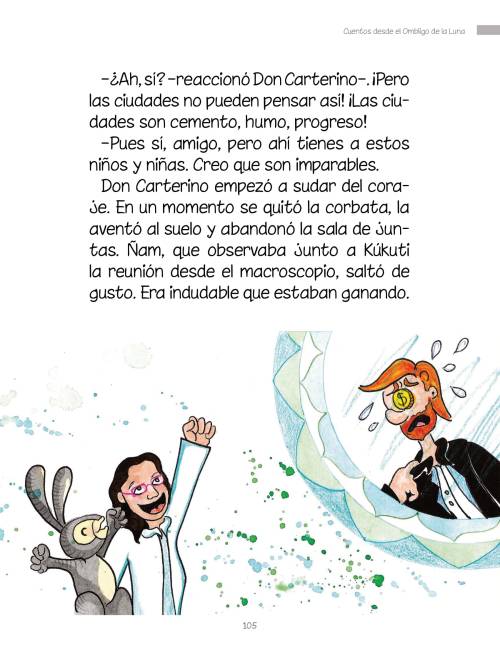 Cuentos desde el Ombligo de la Luna
–¿Ah, sí? –reaccionó Don Carterino–. ¡Pero
las ciudades no pueden pensar así! ¡Las ciu-
dades son cemento, humo, progreso!
–Pues sí, amigo, pero ahí tienes a estos
niños y niñas. Creo que son imparables.
Don Carterino empezó a sudar del cora-
je. En un momento se quitó la corbata, la
aventó al suelo y abandonó la sala de jun-
tas. Ñam, que observaba junto a Kúkuti
la reunión desde el macroscopio, saltó de
gusto. Era indudable que estaban ganando.
$
105